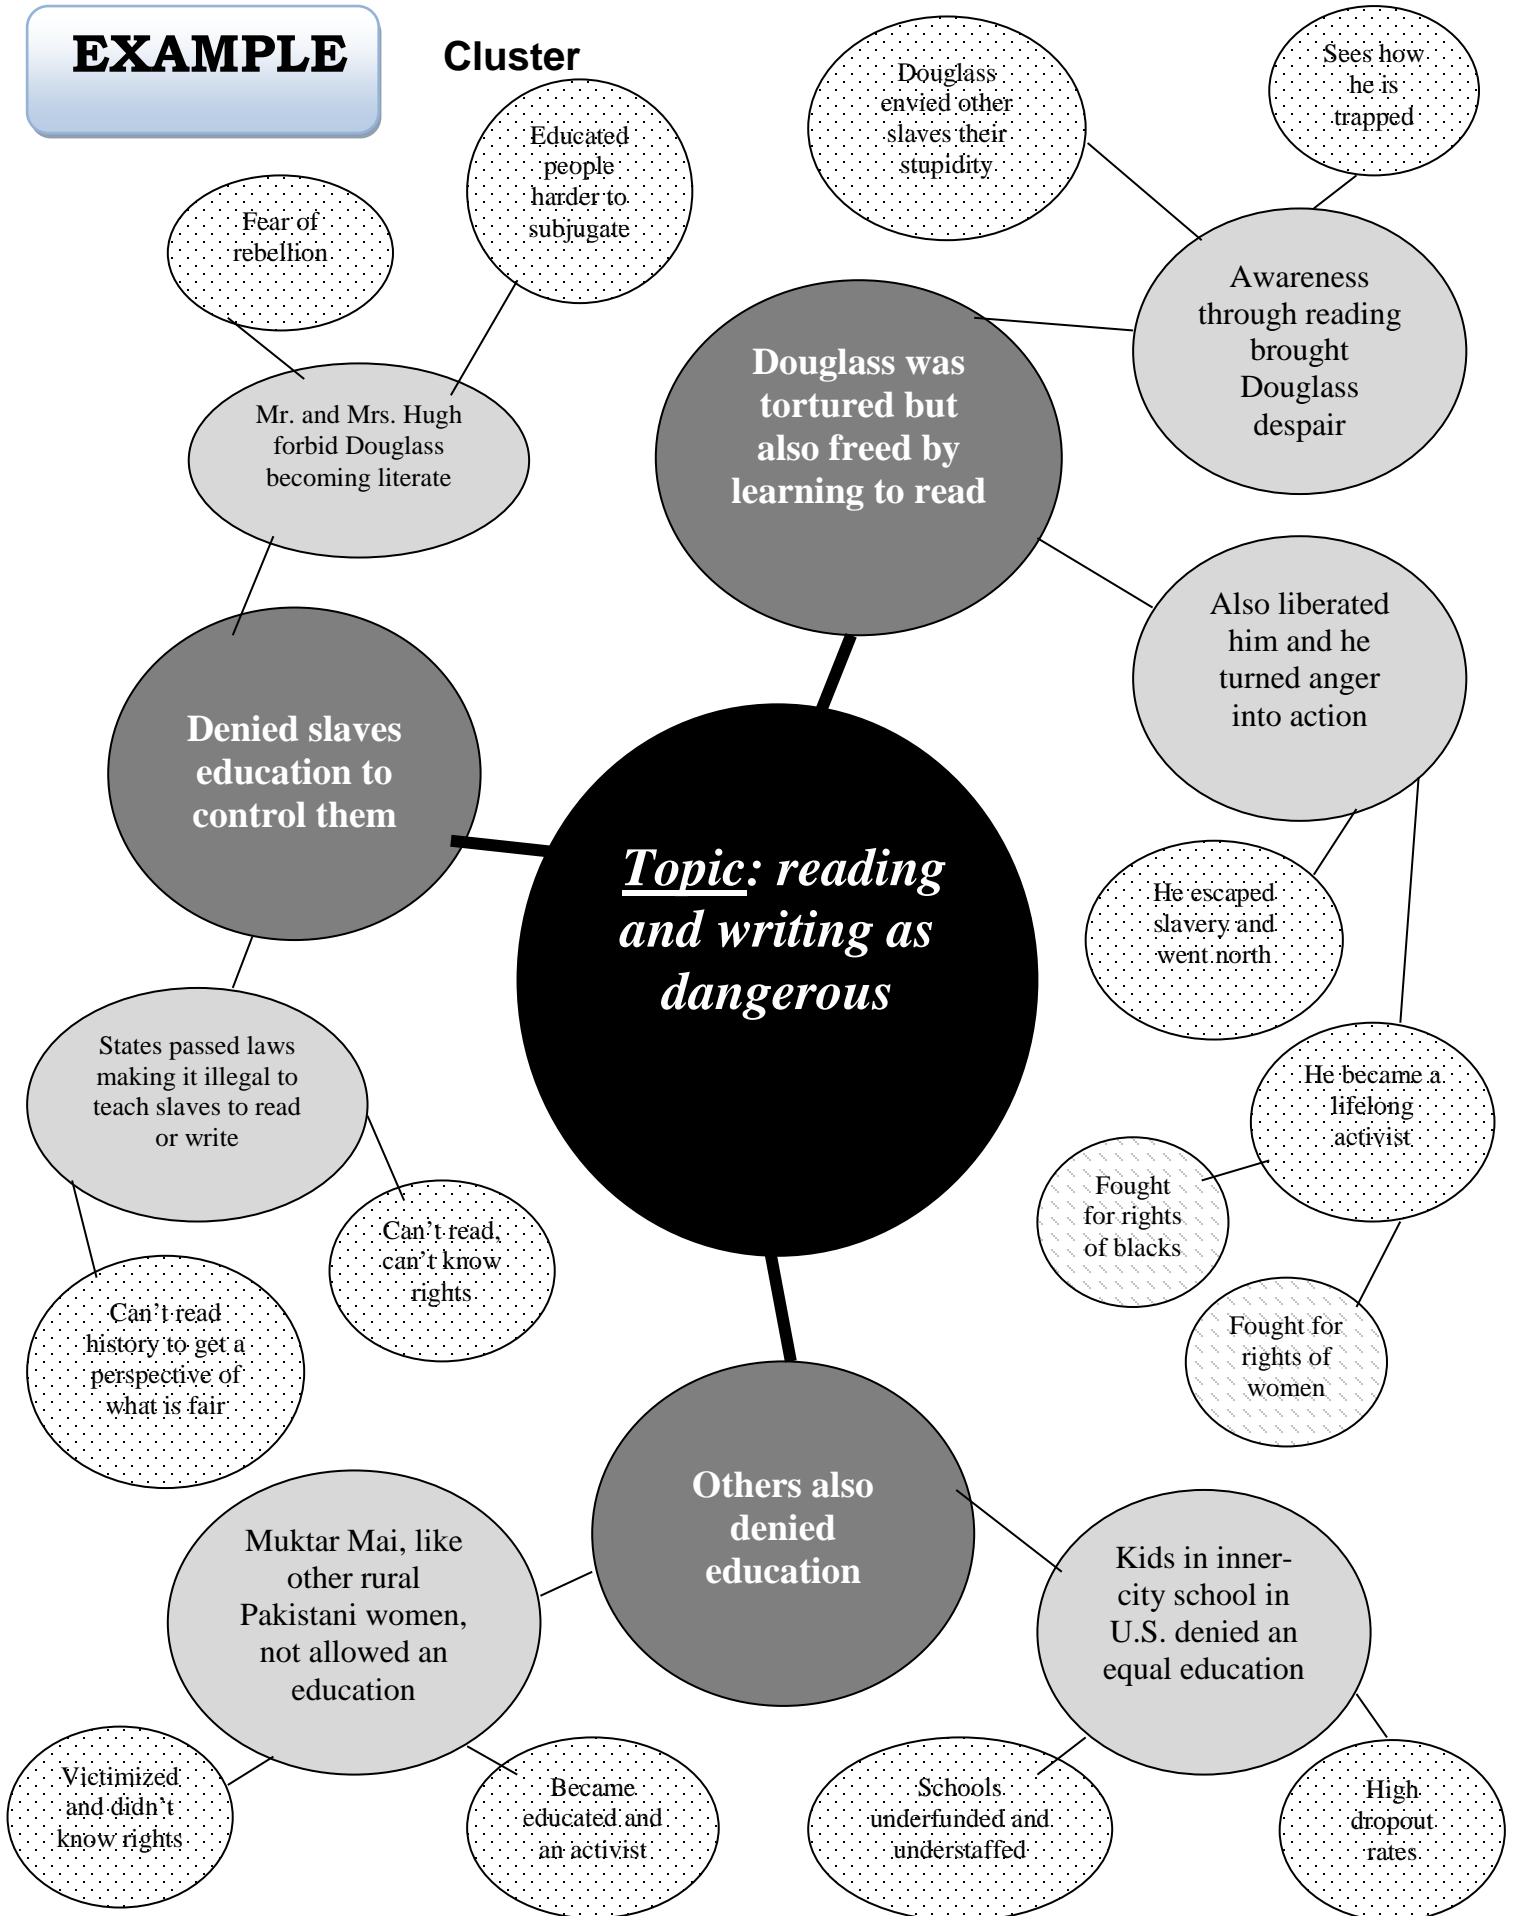 EXAMPLE
Cluster
Educated
people
harder to
subjugate
Fear of
rebellion
Mr. and Mrs. Hugh
forbid Douglass
becoming literate
Denied slaves
education to
control them
States passed laws
making it illegal to
teach slaves to read
or write
Can't read,
can't know
rights
Can't read
history to get a
perspective of
what is fair
Douglass
envied other
slaves their
stupidity
Sees how
he is
trapped
Awareness
through reading
brought
Douglass
despair
Douglass was
tortured but
also freed by
learning to read
Also liberated
him and he
turned anger
into action
He escaped
slavery and
went north
He became a
lifelong
activist
Fought
for rights
of blacks
Fought for
rights of
women
Topic: reading
and writing as
dangerous
Others also
denied
education
Muktar Mai, like
other rural
Pakistani women,
not allowed an
education
Victimized
and didn't
know rights
Became
educated and
an activist
Kids in inner-
city school in
U.S. denied an
equal education
Schools
underfunded and
understaffed
High
dropout
rates